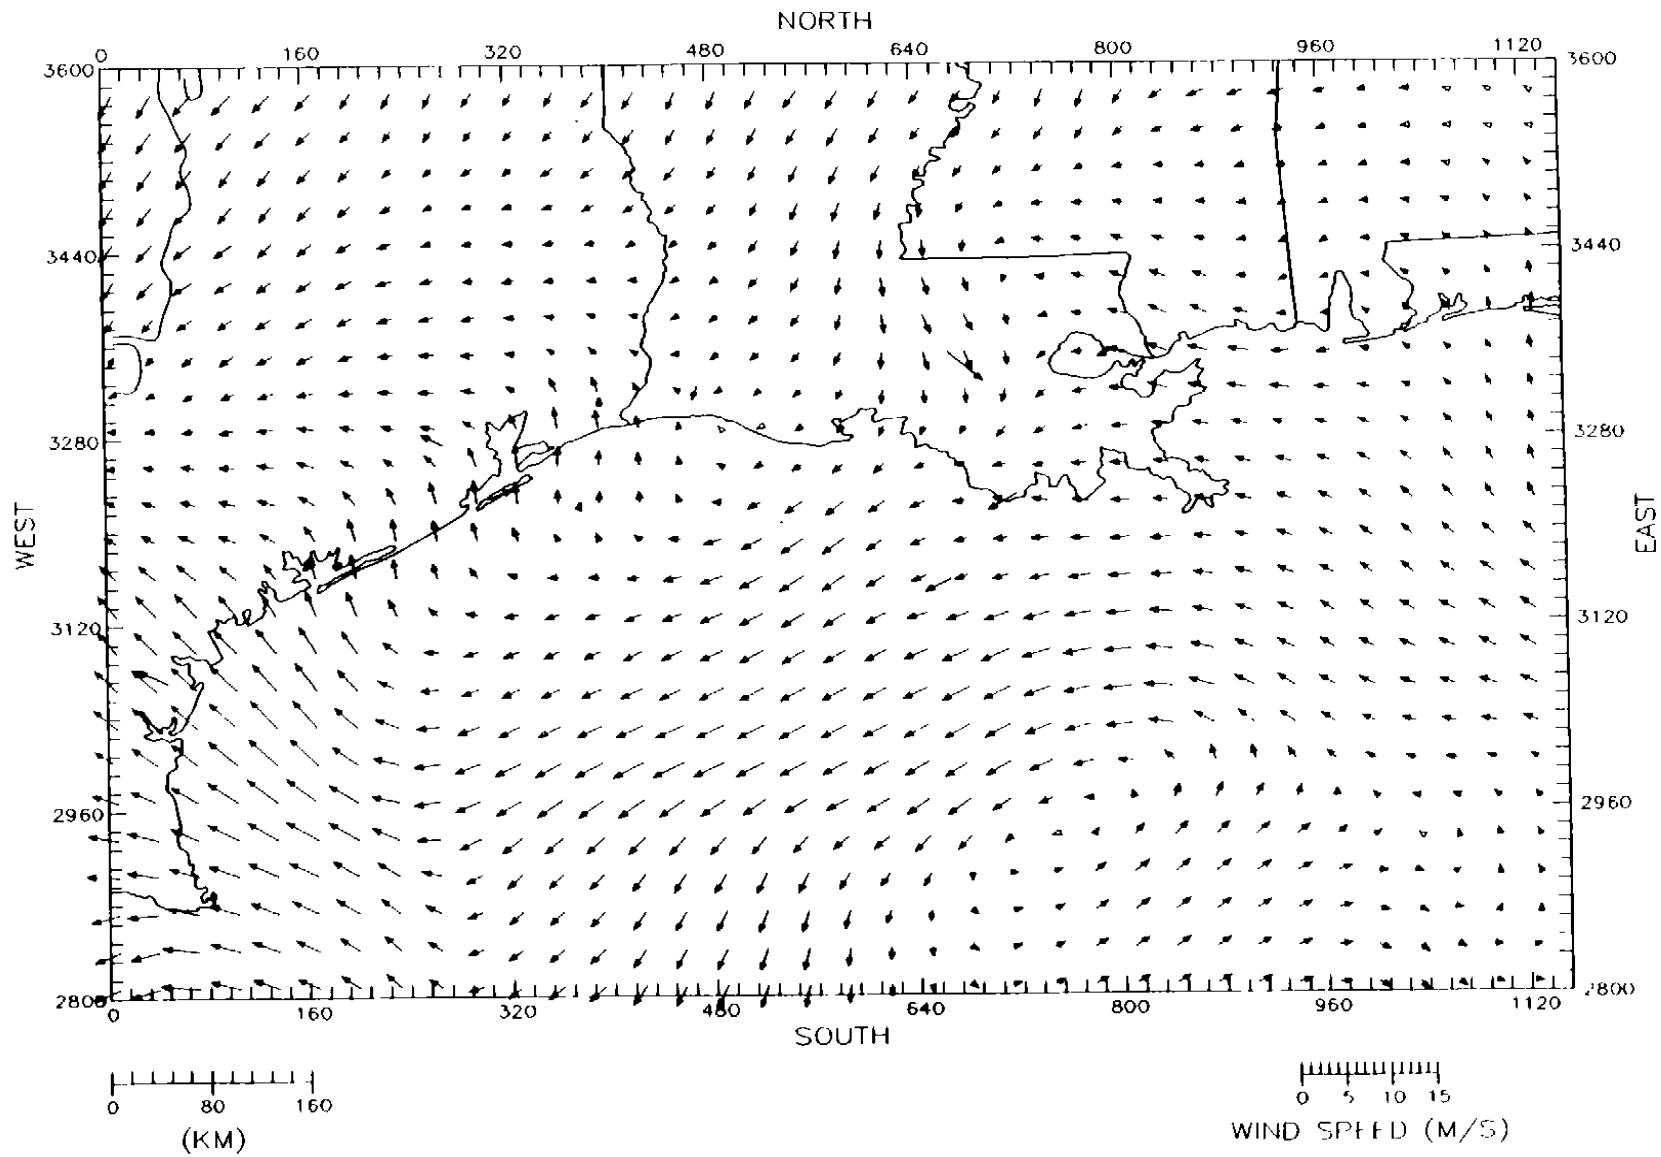 NORTH
0 160 320 480 640 800 960 1120
3600 3600
3440 3440
3280 3280
WEST EAST
3120 3120
2960 2960
2800 2800
0 160 320 480 640 800 960 1120
SOUTH
0 80 160
(KM)
0 5 10 15
WIND SPEED (M/S)